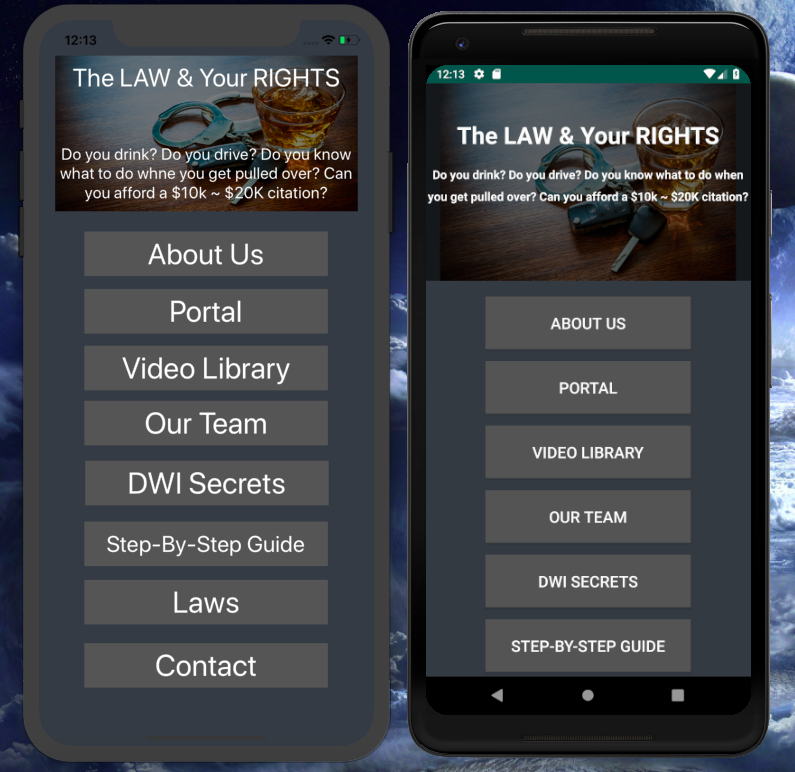 12:13
The LAW & Your RIGHTS
Do you drink? Do you drive? Do you know
what to do whne you get pulled over? Can
you afford a $10k ~ $20K citation?
About Us
Portal
Video Library
Our Team
DWI Secrets
Step-By-Step Guide
Laws
Contact
12:13
The LAW & Your RIGHTS
Do you drink? Do you drive? Do you know what to do when
you get pulled over? Can you afford a $10k ~ $20K citation?
ABOUT US
PORTAL
VIDEO LIBRARY
OUR TEAM
DWI SECRETS
STEP-BY-STEP GUIDE